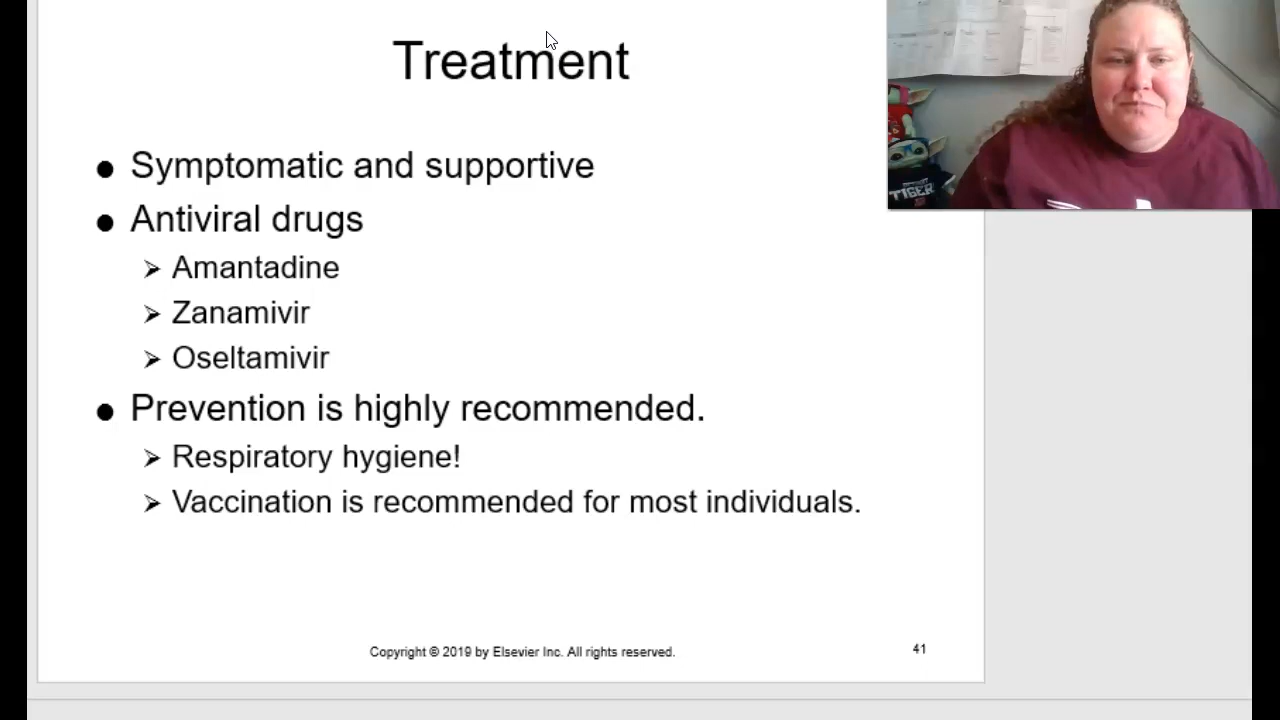 Treatment
● Symptomatic and supportive
● Antiviral drugs
➢ Amantadine
➢ Zanamivir
➢ Oseltamivir
● Prevention is highly recommended.
➢ Respiratory hygiene!
➢ Vaccination is recommended for most individuals.
Copyright © 2019 by Elsevier Inc. All rights reserved.
41
TIGER